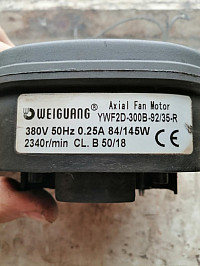 WEIGUANG® Axial Fan Motor
YWF2D-300B-92/35-R
380V 50Hz 0.25A 84/145W
2340r/min CL. B 50/18 CE